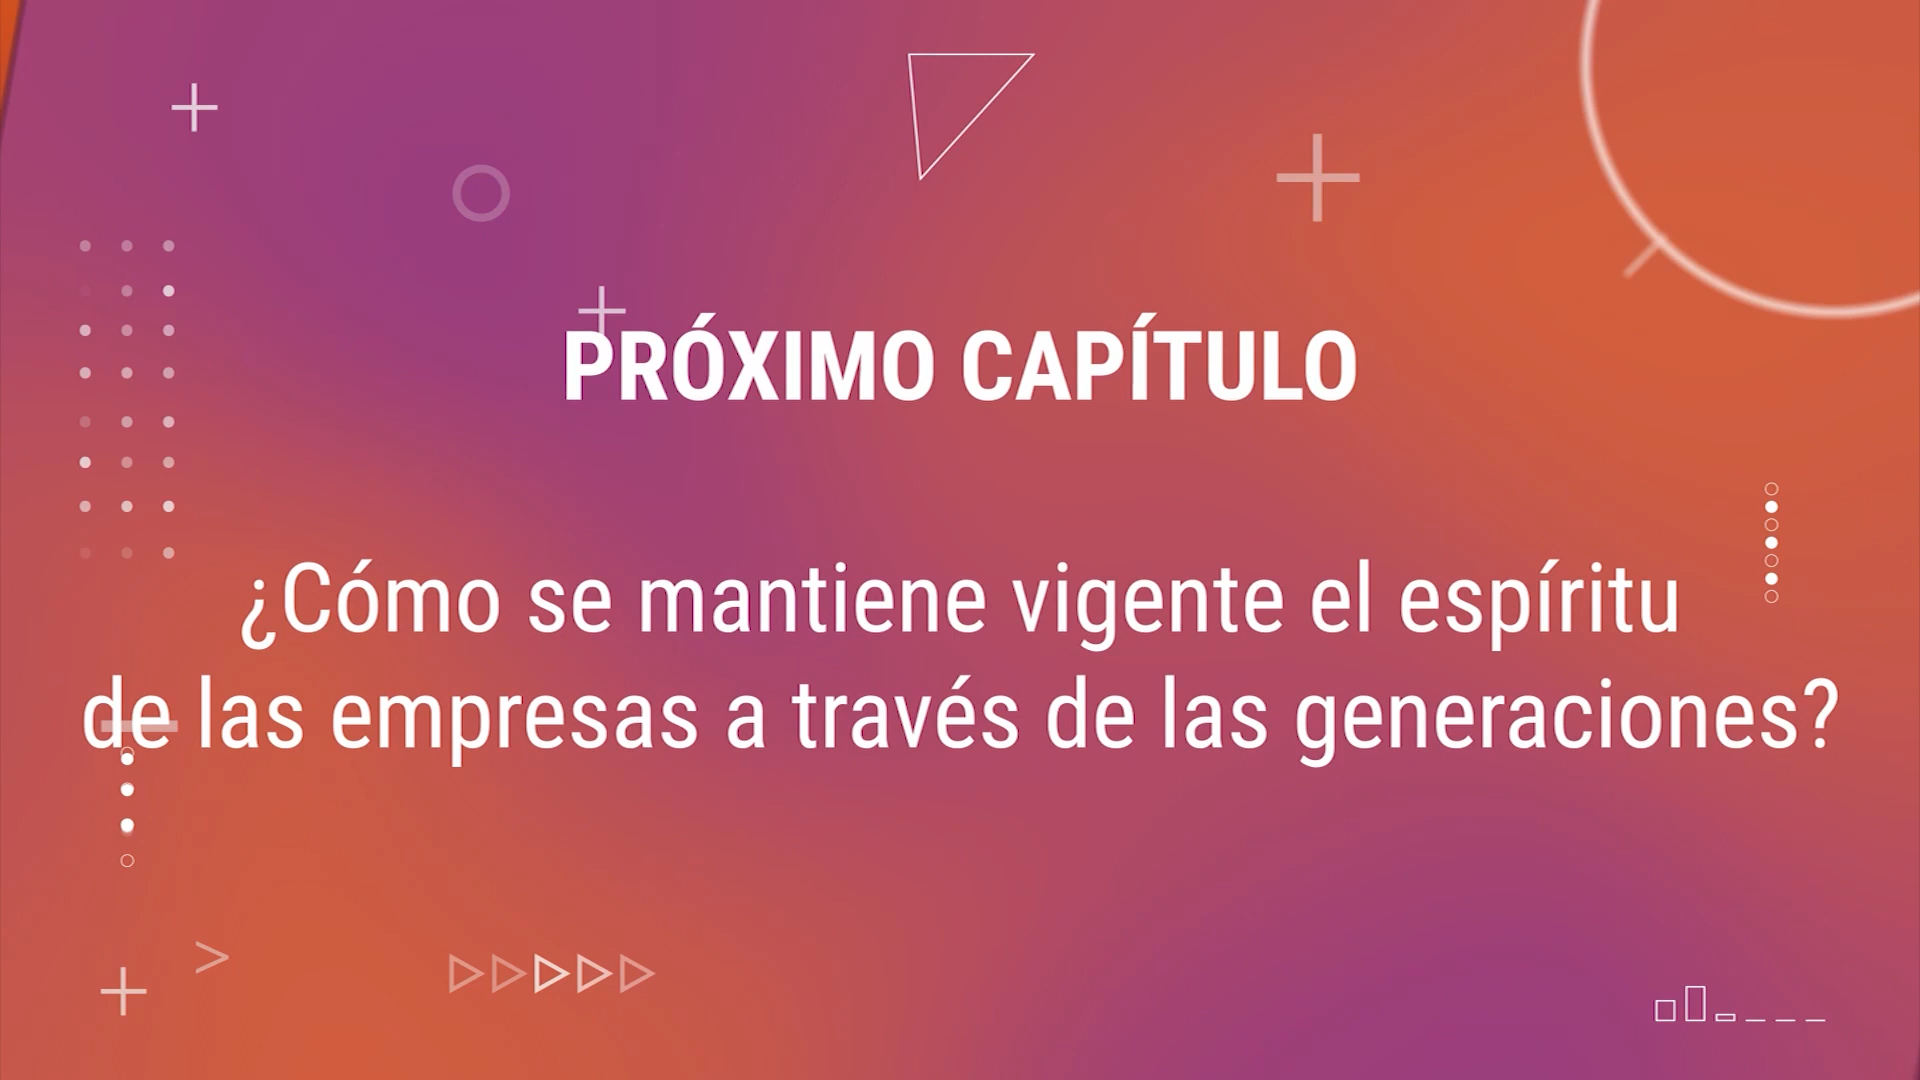 PRÓXIMO CAPÍTULO
¿Cómo se mantiene vigente el espíritu
de las empresas a través de las generaciones?